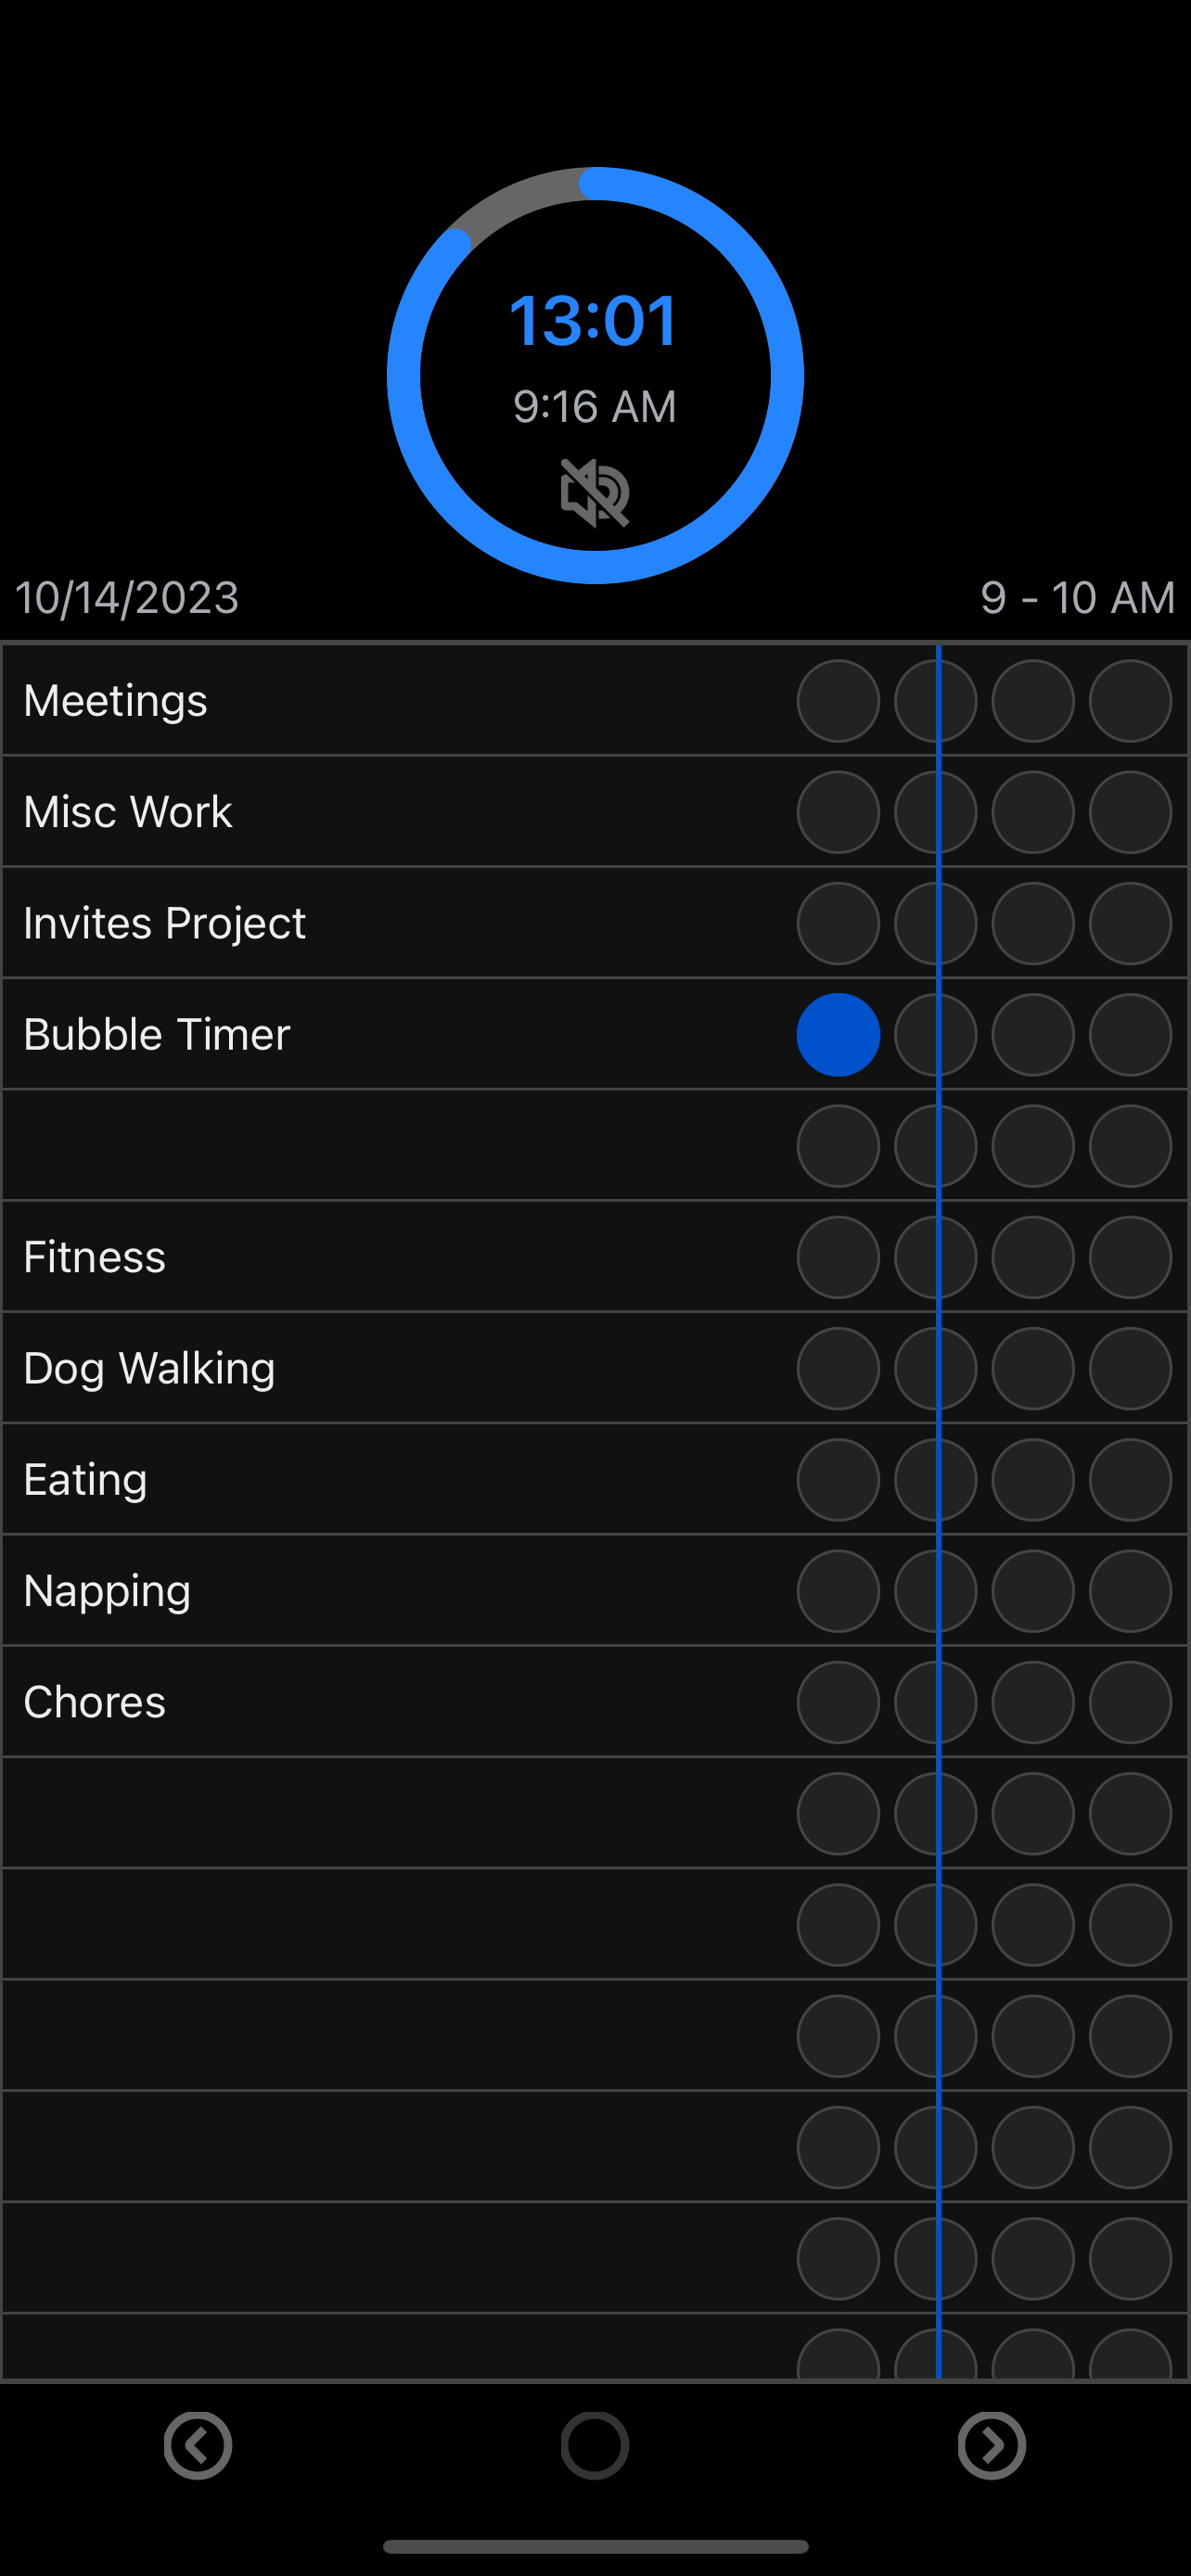 13:01
9:16 AM
10/14/2023 9 - 10 AM
Meetings
Misc Work
Invites Project
Bubble Timer
Fitness
Dog Walking
Eating
Napping
Chores